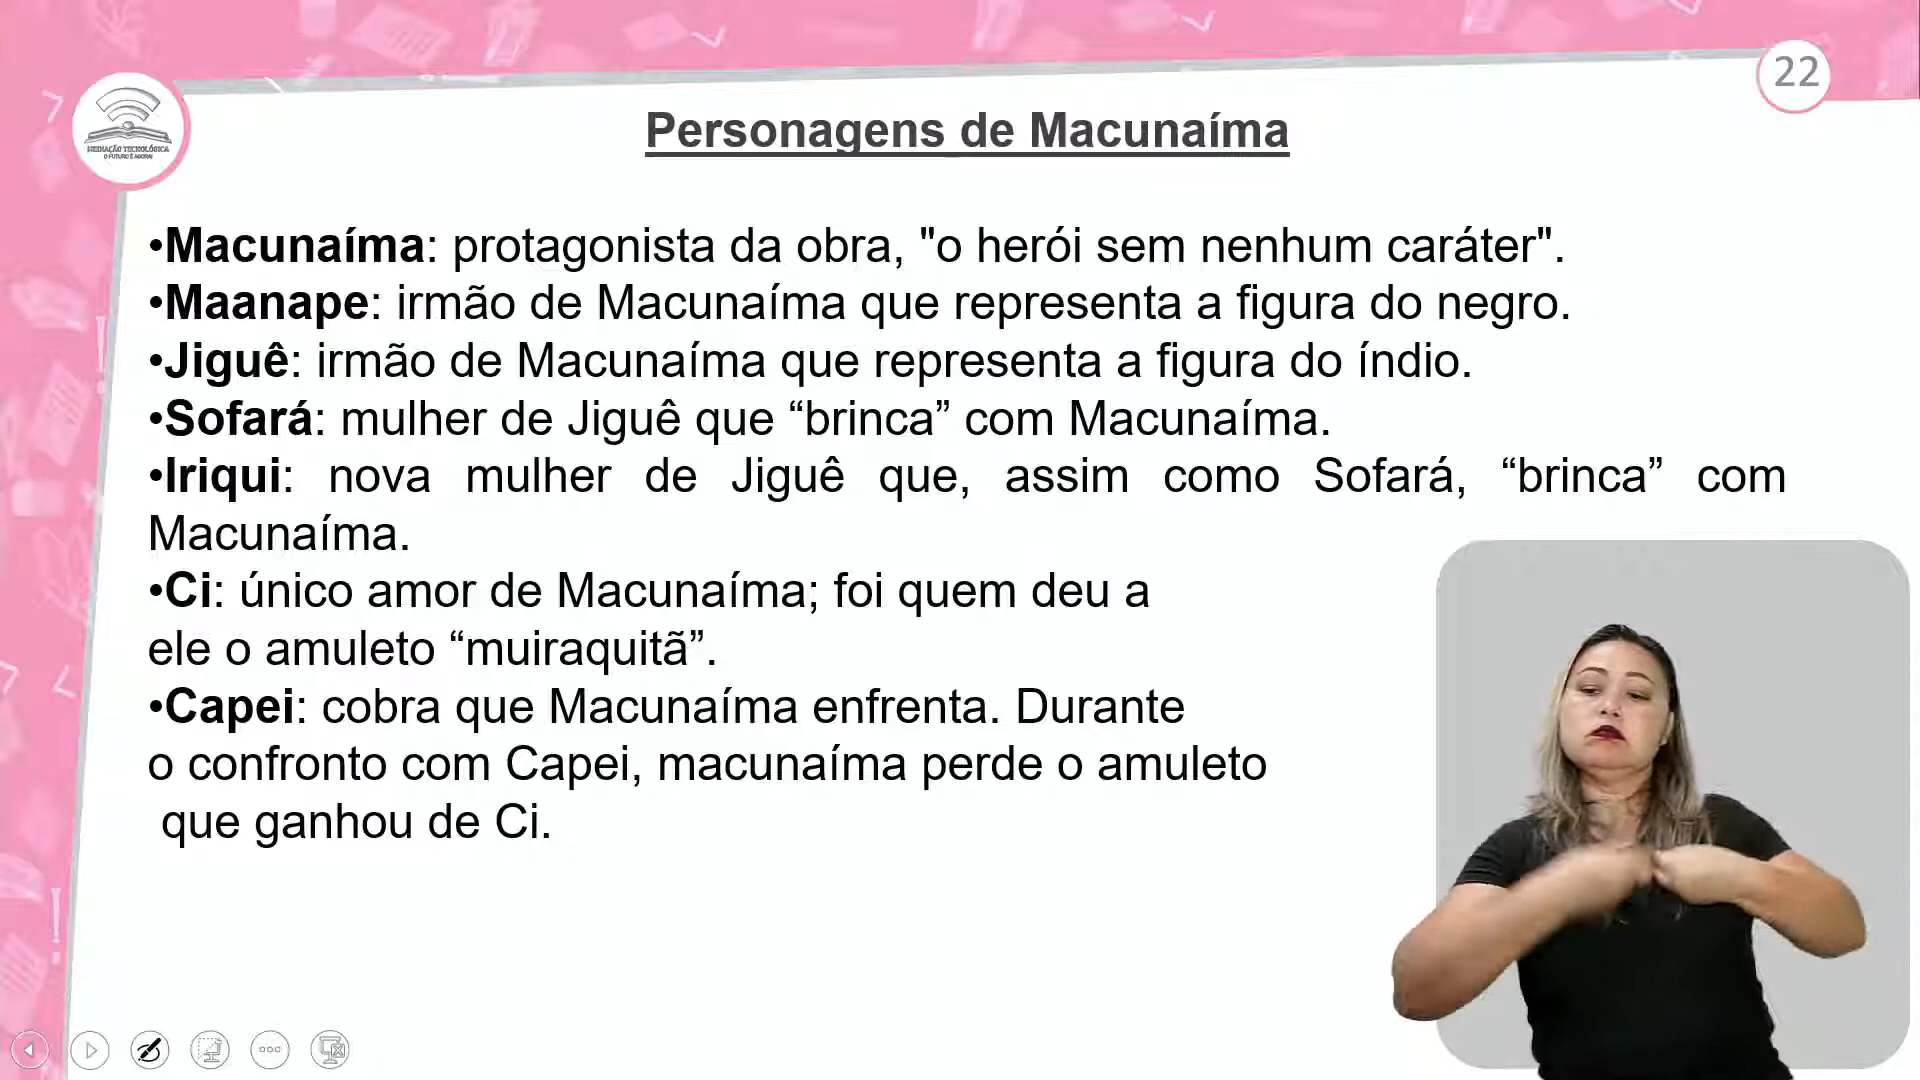 22
MEDIAÇÃO TECNOLÓGICA
O FUTURO É AGORA!
Personagens de Macunaíma
•Macunaíma: protagonista da obra, "o herói sem nenhum caráter".
•Maanape: irmão de Macunaíma que representa a figura do negro.
•Jiguê: irmão de Macunaíma que representa a figura do índio.
•Sofará: mulher de Jiguê que “brinca” com Macunaíma.
•Iriqui: nova mulher de Jiguê que, assim como Sofará, “brinca” com
Macunaíma.
•Ci: único amor de Macunaíma; foi quem deu a
ele o amuleto “muiraquitã”.
•Capei: cobra que Macunaíma enfrenta. Durante
o confronto com Capei, macunaíma perde o amuleto
que ganhou de Ci.